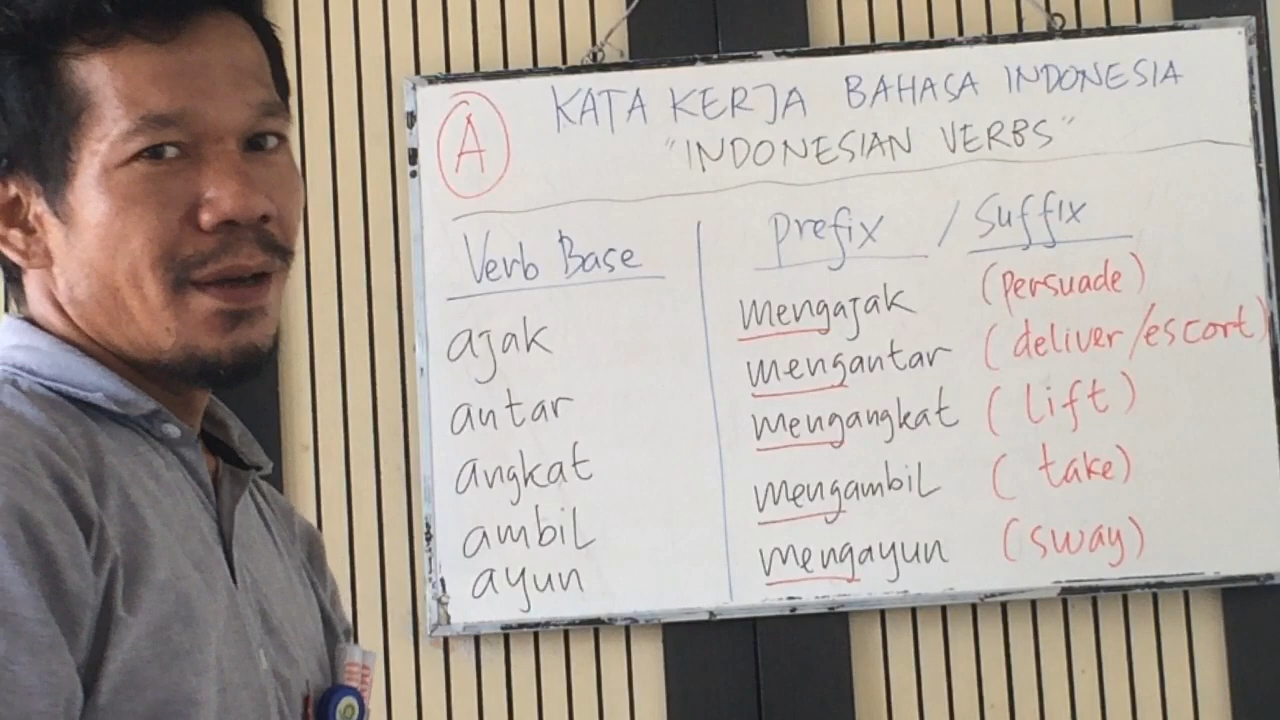 A
KATA KERJA BAHASA INDONESIA
"INDONESIAN VERBS"
Verb Base Prefix / Suffix
ajak mengajak (persuade)
antar mengantar (deliver/escort)
angkat mengangkat (lift)
ambil mengambil (take)
ayun mengayun (sway)